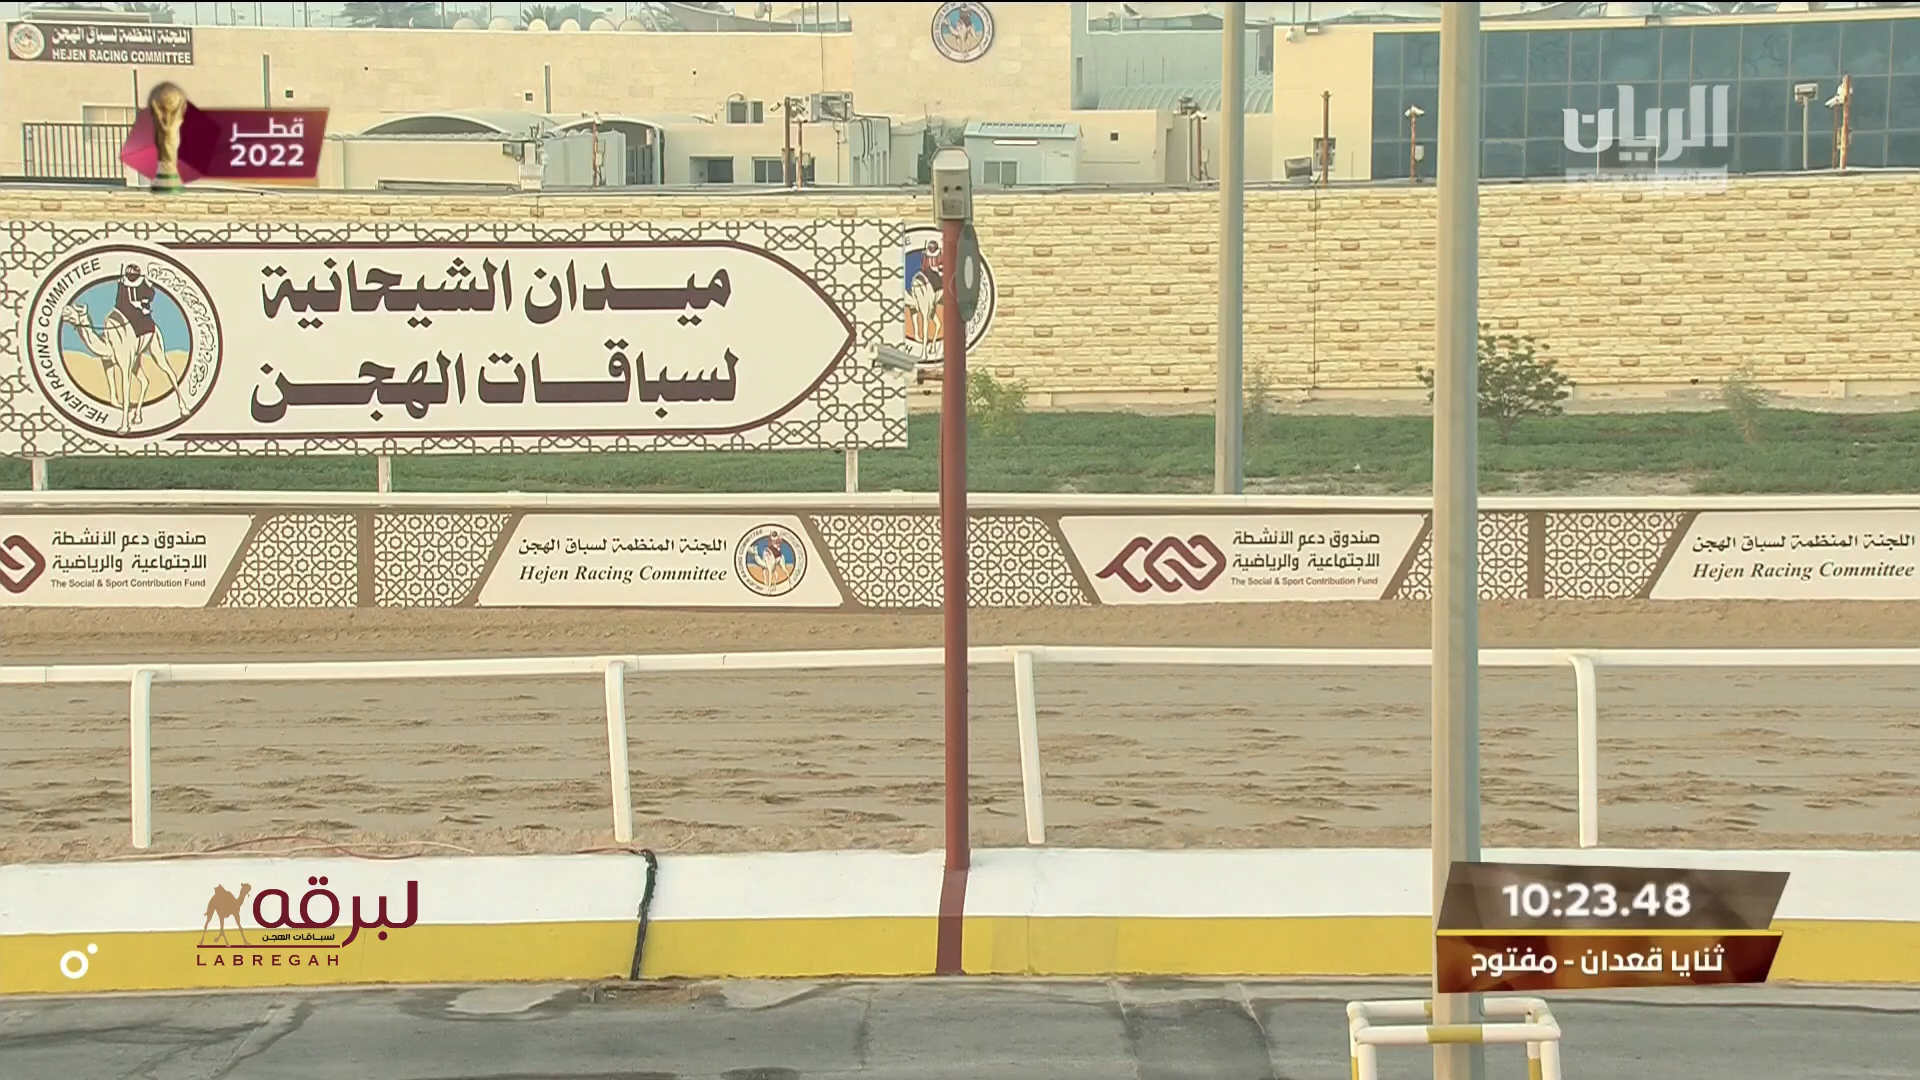 اللجنة المنظمة لسباق الهجن
HEJEN RACING COMMITTEE
قطر
2022
الريان
ميدان الشيحانية
لسباقات الهجن
HEJEN RACING COMMITTEE
صندوق دعم الأنشطة
الاجتماعية والرياضية
The Social & Sport Contribution Fund
اللجنة المنظمة لسباق الهجن
Hejen Racing Committee
صندوق دعم الأنشطة
الاجتماعية والرياضية
The Social & Sport Contribution Fund
اللجنة المنظمة لسباق الهجن
Hejen Racing Committee
لبرقه
لسباقات الهجن
LABREGAH
10:23.48
ثنايا قعدان - مفتوح